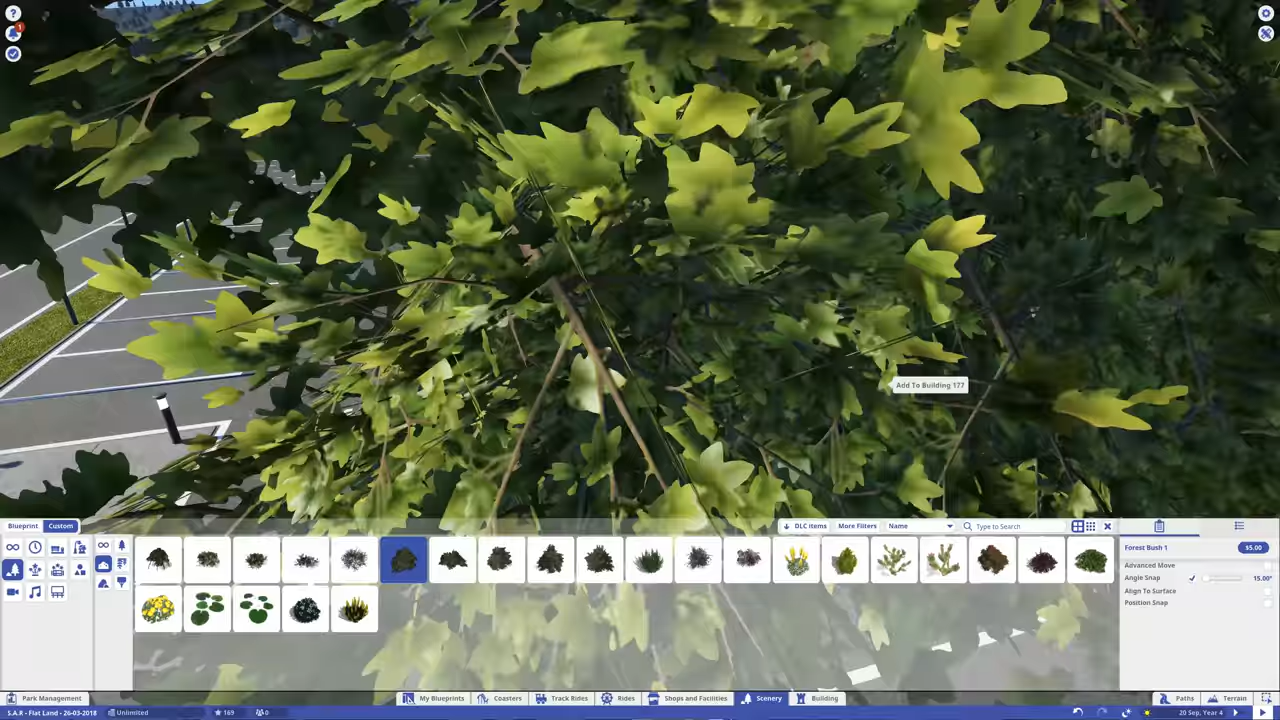 ?
1
Add To Building 177
Blueprint Custom
DLC Items More Filters Name Type to Search
Forest Bush 1 $5.00
Advanced Move
Angle Snap 15.00°
Align To Surface
Position Snap
Park Management My Blueprints Coasters Track Rides Rides Shops and Facilities Scenery Building Paths Terrain
S.A.R - Flat Land - 26-03-2018 Unlimited 169 0 20 Sep, Year 4